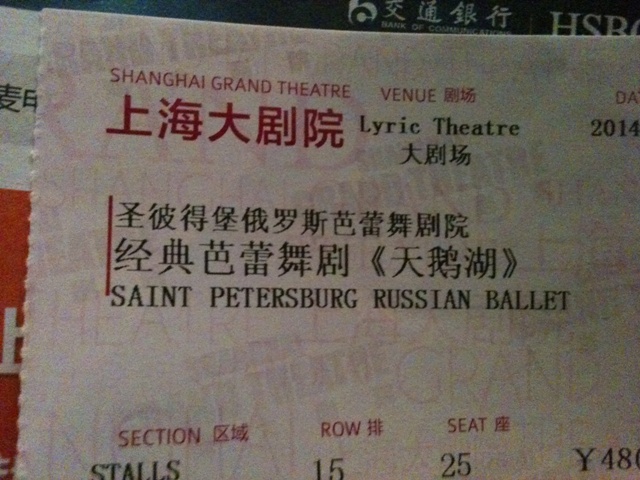 交通銀行
BANK OF COMMUNICATIONS
HSBC
SHANGHAI GRAND THEATRE
上海大剧院
VENUE 剧场
Lyric Theatre
大剧场
DA
2014
圣彼得堡俄罗斯芭蕾舞剧院
经典芭蕾舞剧《天鹅湖》
SAINT PETERSBURG RUSSIAN BALLET
SECTION 区域
ROW 排
SEAT 座
STALLS
15
25
¥480